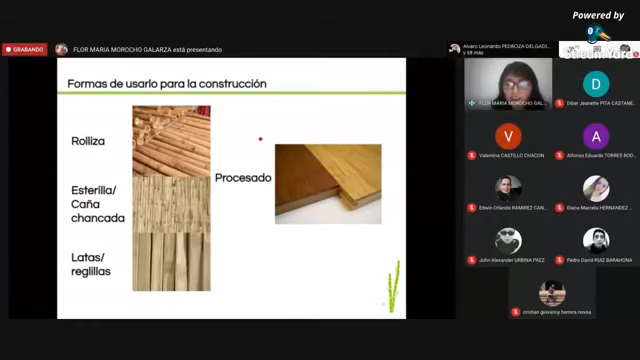 Powered by
StreamYard
GRABANDO
FLOR MARIA MOROCHO GALARZA está presentando
Alvaro Leonardo PEDROZA DELGADI...
y 58 más
Formas de usarlo para la construcción
Rolliza
Esterilla/
Caña
chancada
Latas/
reglillas
Procesado
FLOR MARIA MOROCHO GAL...
D
Diber Jeanette PITA CASTAÑE...
V
Valentina CASTILLO CHACON
A
Alfonso Eduardo TORRES ROD...
Edwin Orlando RAMIREZ CAN...
Diana Marcela HERNANDEZ ...
John Alexander URBINA PAEZ
Pedro David RUIZ BARAHONA
cristian giovanny herrera novoa